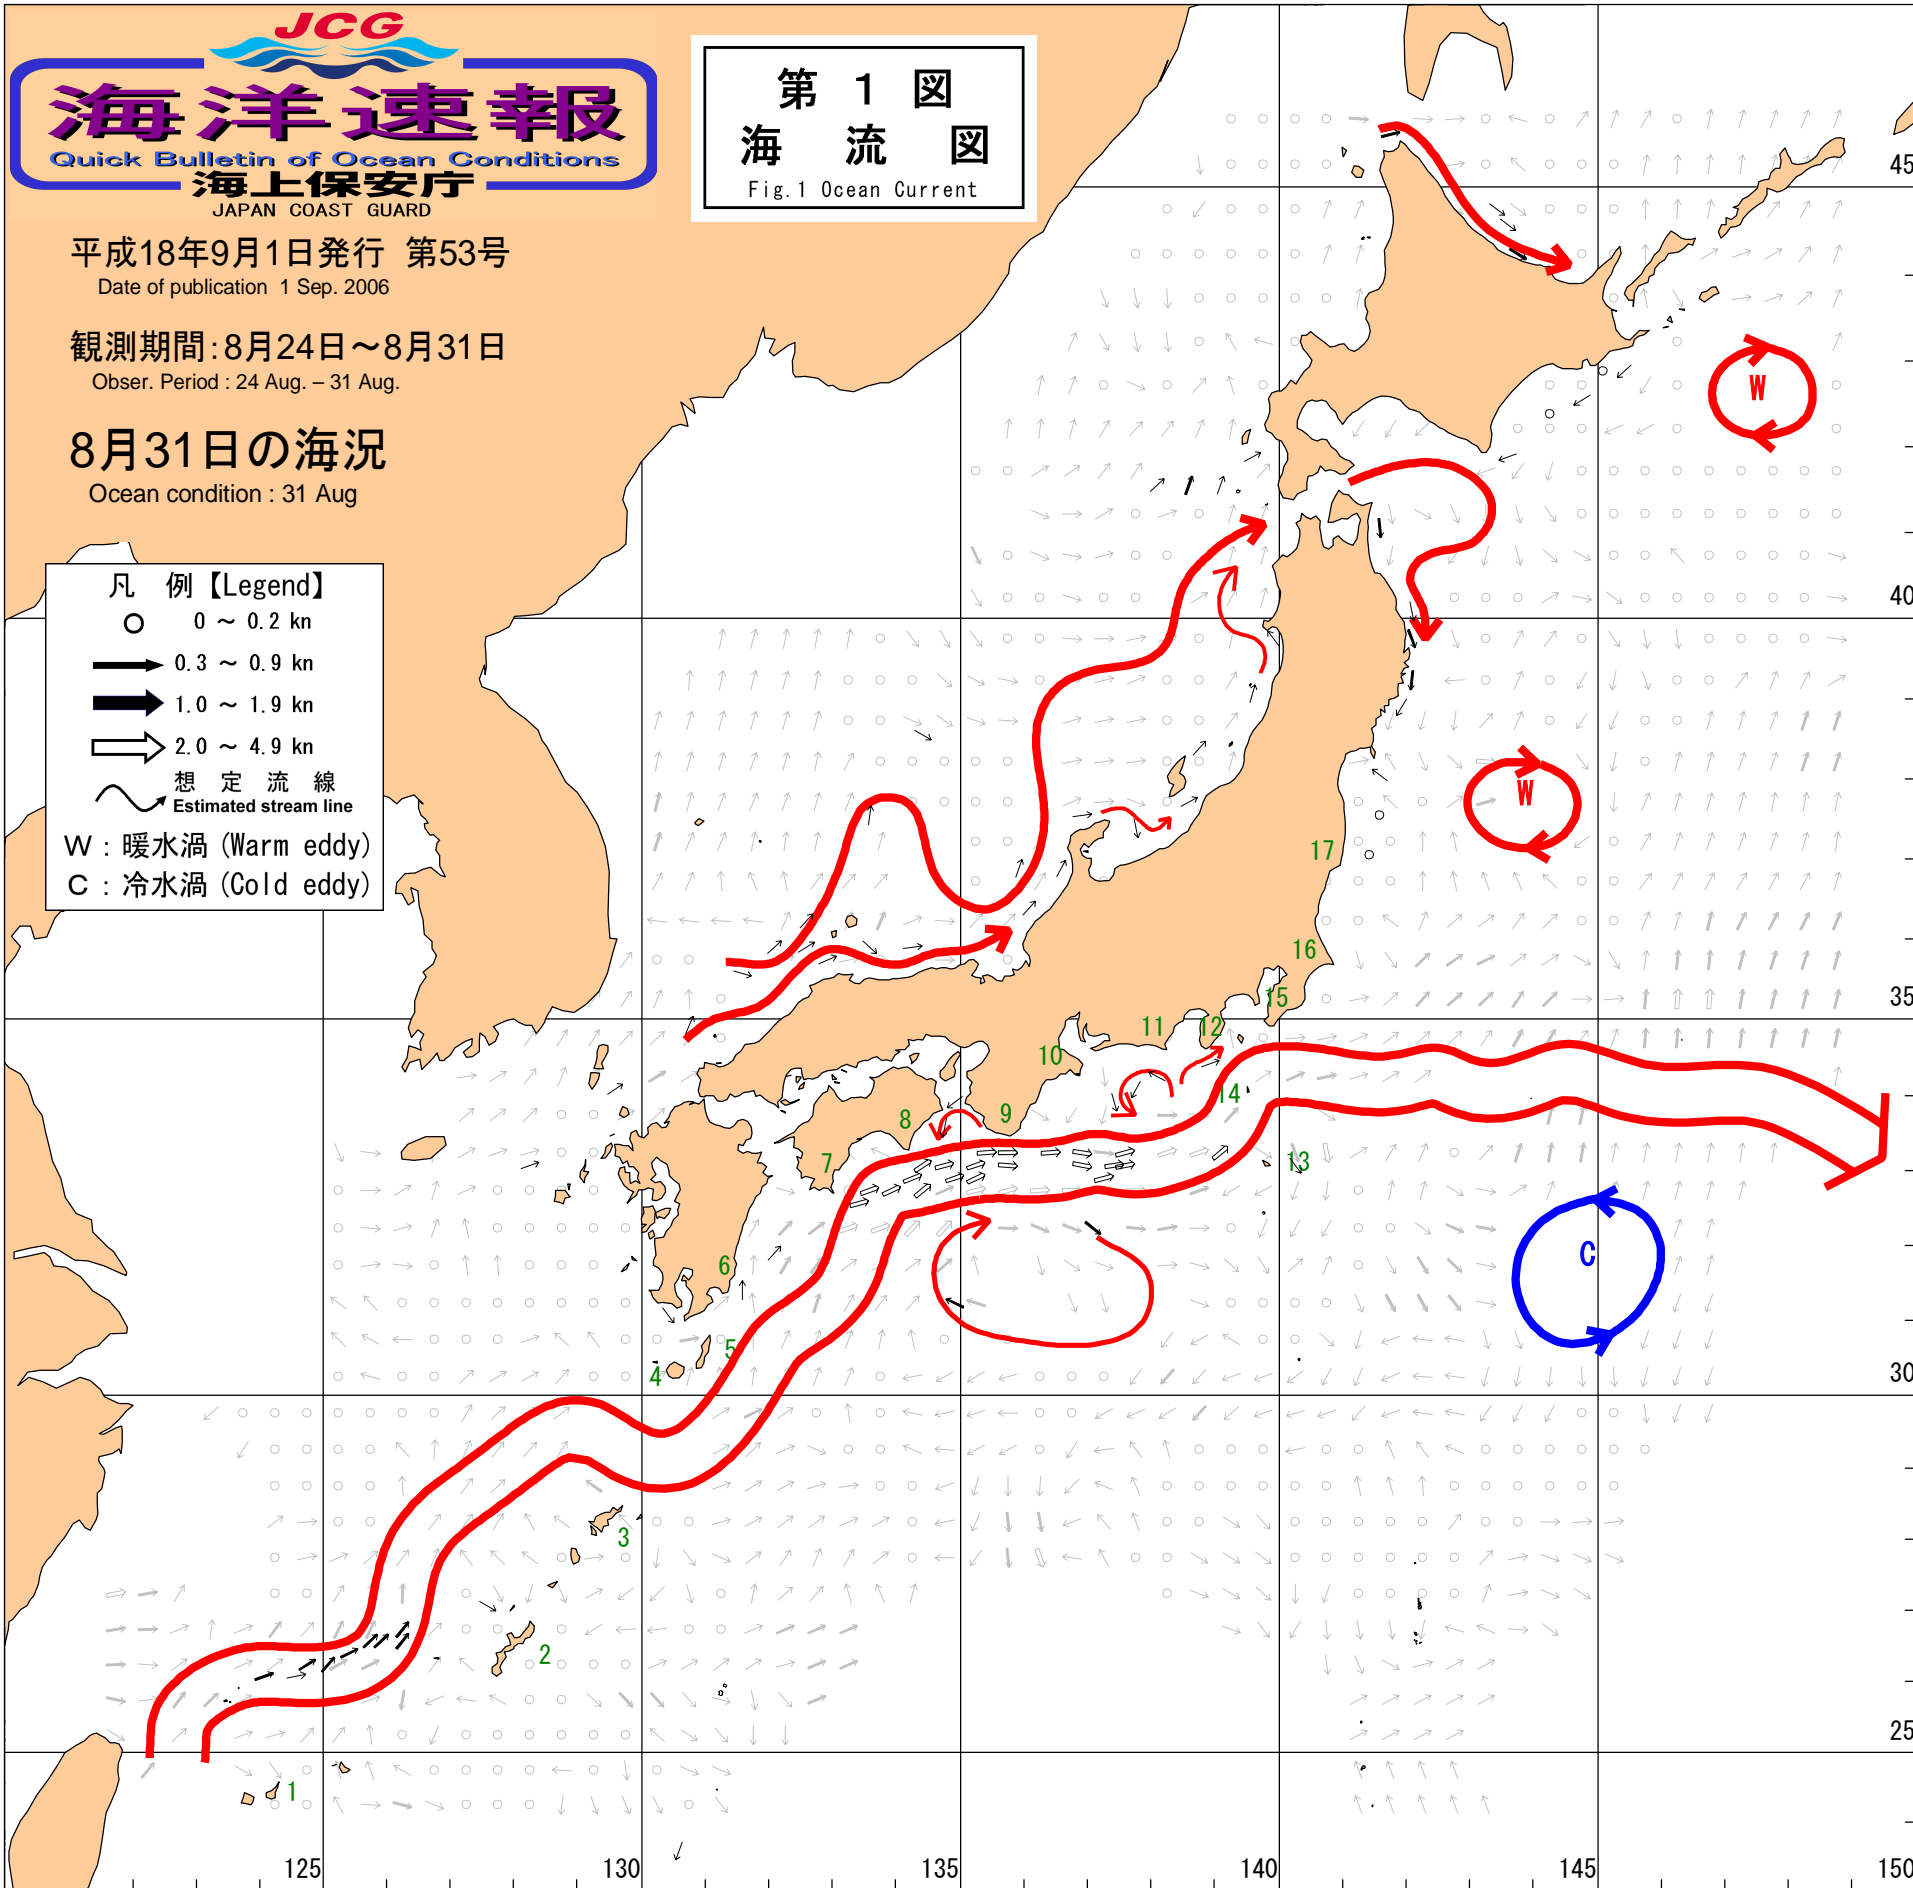 JCG
海洋速報
Quick Bulletin of Ocean Conditions
海上保安庁
JAPAN COAST GUARD
平成18年9月1日発行 第53号
Date of publication 1 Sep. 2006
観測期間:8月24日～8月31日
Obser. Period : 24 Aug. – 31 Aug.
8月31日の海況
Ocean condition : 31 Aug
第 1 図
海 流 図
Fig.1 Ocean Current
凡 例【Legend】
0 ～ 0.2 kn
0.3 ～ 0.9 kn
1.0 ～ 1.9 kn
2.0 ～ 4.9 kn
想 定 流 線
Estimated stream line
W : 暖水渦 (Warm eddy)
C : 冷水渦 (Cold eddy)
45
W
40
W
17
16
35
15
12
11
10
14
9
8
13
7
C
6
5
4
30
3
2
25
1
125
130
135
140
145
150